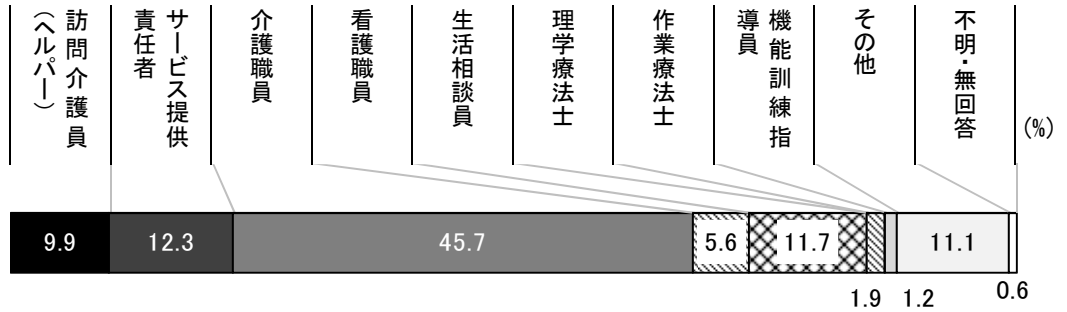 訪問介護員
（ヘルパー）
サービス提供
責任者
介護職員
看護職員
生活相談員
理学療法士
作業療法士
機能訓練指
導員
その他
不明・無回答
(%)
9.9
12.3
45.7
5.6
11.7
11.1
1.9
1.2
0.6